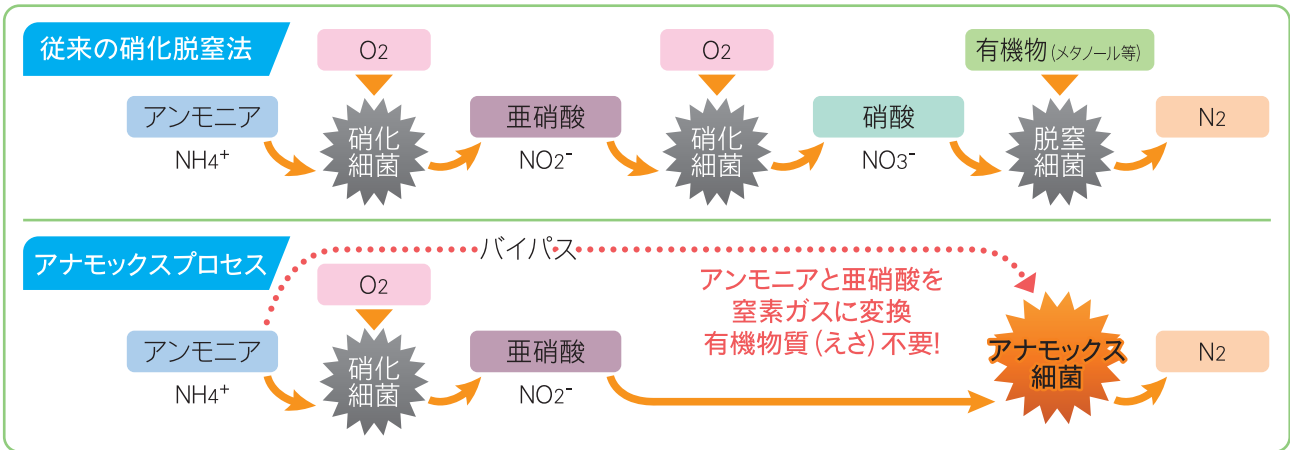 従来の硝化脱窒法
O2
O2
有機物(メタノール等)
アンモニア
硝化
細菌
亜硝酸
硝化
細菌
硝酸
脱窒
細菌
N2
NH4+
NO2-
NO3-
アナモックスプロセス
バイパス
O2
アンモニアと亜硝酸を
窒素ガスに変換
有機物質(えさ)不要!
アンモニア
硝化
細菌
亜硝酸
アナモックス
細菌
N2
NH4+
NO2-